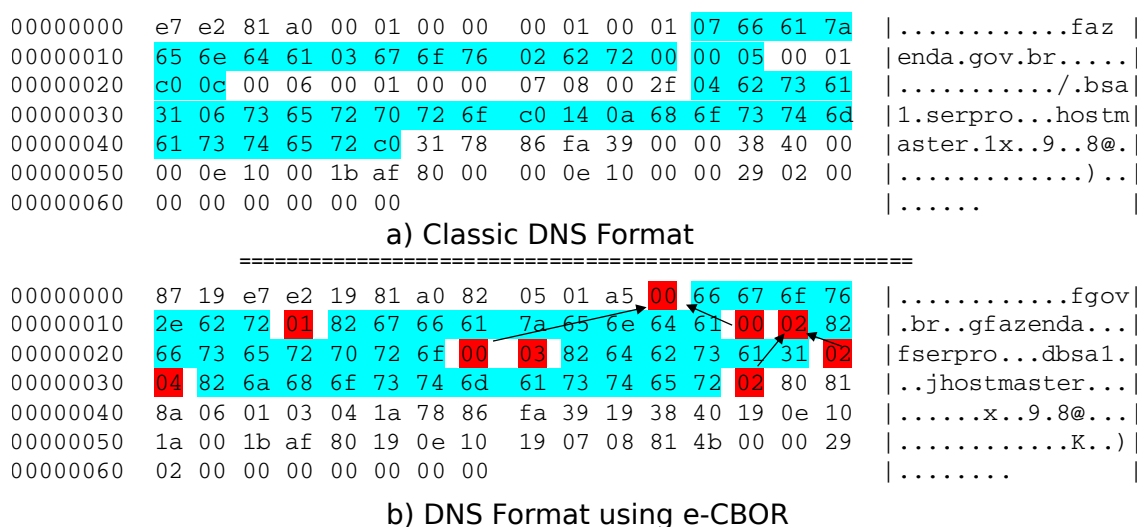 00000000 e7 e2 81 a0 00 01 00 00 00 01 00 01 07 66 61 7a |............faz |
00000010 65 6e 64 61 03 67 6f 76 02 62 72 00 00 05 00 01 |enda.gov.br.....|
00000020 c0 0c 00 06 00 01 00 00 07 08 00 2f 04 62 73 61 |.........../.bsa|
00000030 31 06 73 65 72 70 72 6f c0 14 0a 68 6f 73 74 6d |1.serpro...hostm|
00000040 61 73 74 65 72 c0 31 78 86 fa 39 00 00 38 40 00 |aster.1x..9..8@.|
00000050 00 0e 10 00 1b af 80 00 00 0e 10 00 00 29 02 00 |.............)..|
00000060 00 00 00 00 00 00 |...... |
a) Classic DNS Format
=========================================================
00000000 87 19 e7 e2 19 81 a0 82 05 01 a5 00 66 67 6f 76 |............fgov|
00000010 2e 62 72 01 82 67 66 61 7a 65 6e 64 61 00 02 82 |.br..gfazenda...|
00000020 66 73 65 72 70 72 6f 00 03 82 64 62 73 61 31 02 |fserpro...dbsa1.|
00000030 04 82 6a 68 6f 73 74 6d 61 73 74 65 72 02 80 81 |..jhostmaster...|
00000040 8a 06 01 03 04 1a 78 86 fa 39 19 38 40 19 0e 10 |......x..9.8@...|
00000050 1a 00 1b af 80 19 0e 10 19 07 08 81 4b 00 00 29 |............K..)|
00000060 02 00 00 00 00 00 00 00 |........ |
b) DNS Format using e-CBOR